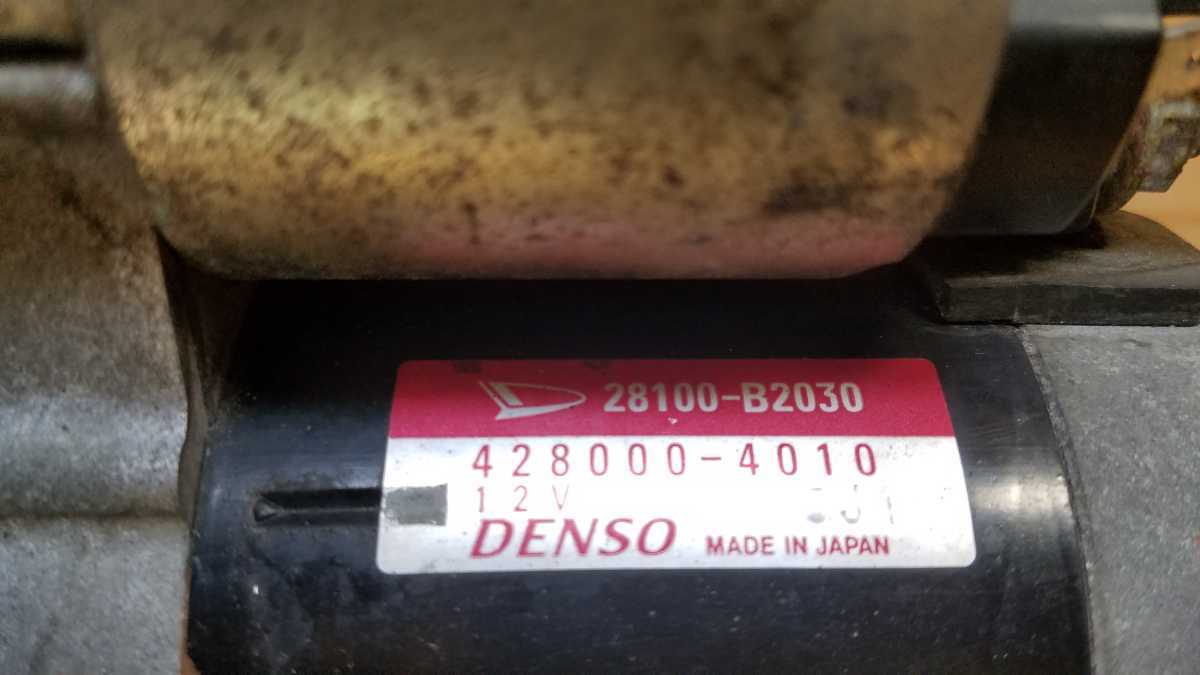 28100-B2030
428000-4010
12V
DENSO MADE IN JAPAN